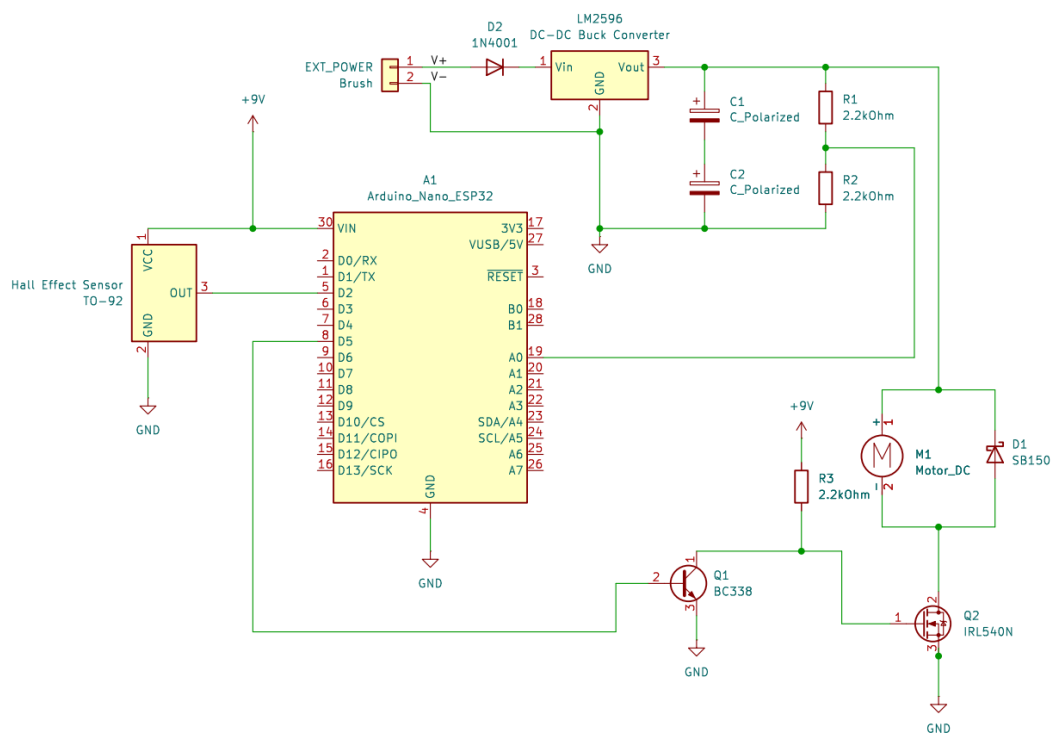 LM2596
DC-DC Buck Converter
D2
1N4001
EXT_POWER
Brush
1
2
V+
V-
1
Vin
Vout
3
GND
2
+9V
C1
C_Polarized
+
R1
2.2kOhm
C2
C_Polarized
+
R2
2.2kOhm
GND
A1
Arduino_Nano_ESP32
30
VIN
2
D0/RX
1
D1/TX
5
D2
6
D3
7
D4
8
D5
9
D6
10
D7
11
D8
12
D9
13
D10/CS
14
D11/COPI
15
D12/CIPO
16
D13/SCK
3V3
17
VUSB/5V
27
RESET
3
B0
18
B1
28
A0
19
A1
20
A2
21
A3
22
SDA/A4
23
SCL/A5
24
A6
25
A7
26
GND
4
GND
Hall Effect Sensor
TO-92
1
VCC
OUT
3
GND
2
GND
+9V
R3
2.2kOhm
+
1
M
M1
Motor_DC
-
2
D1
SB150
1
2
3
Q1
BC338
GND
2
1
3
Q2
IRL540N
GND